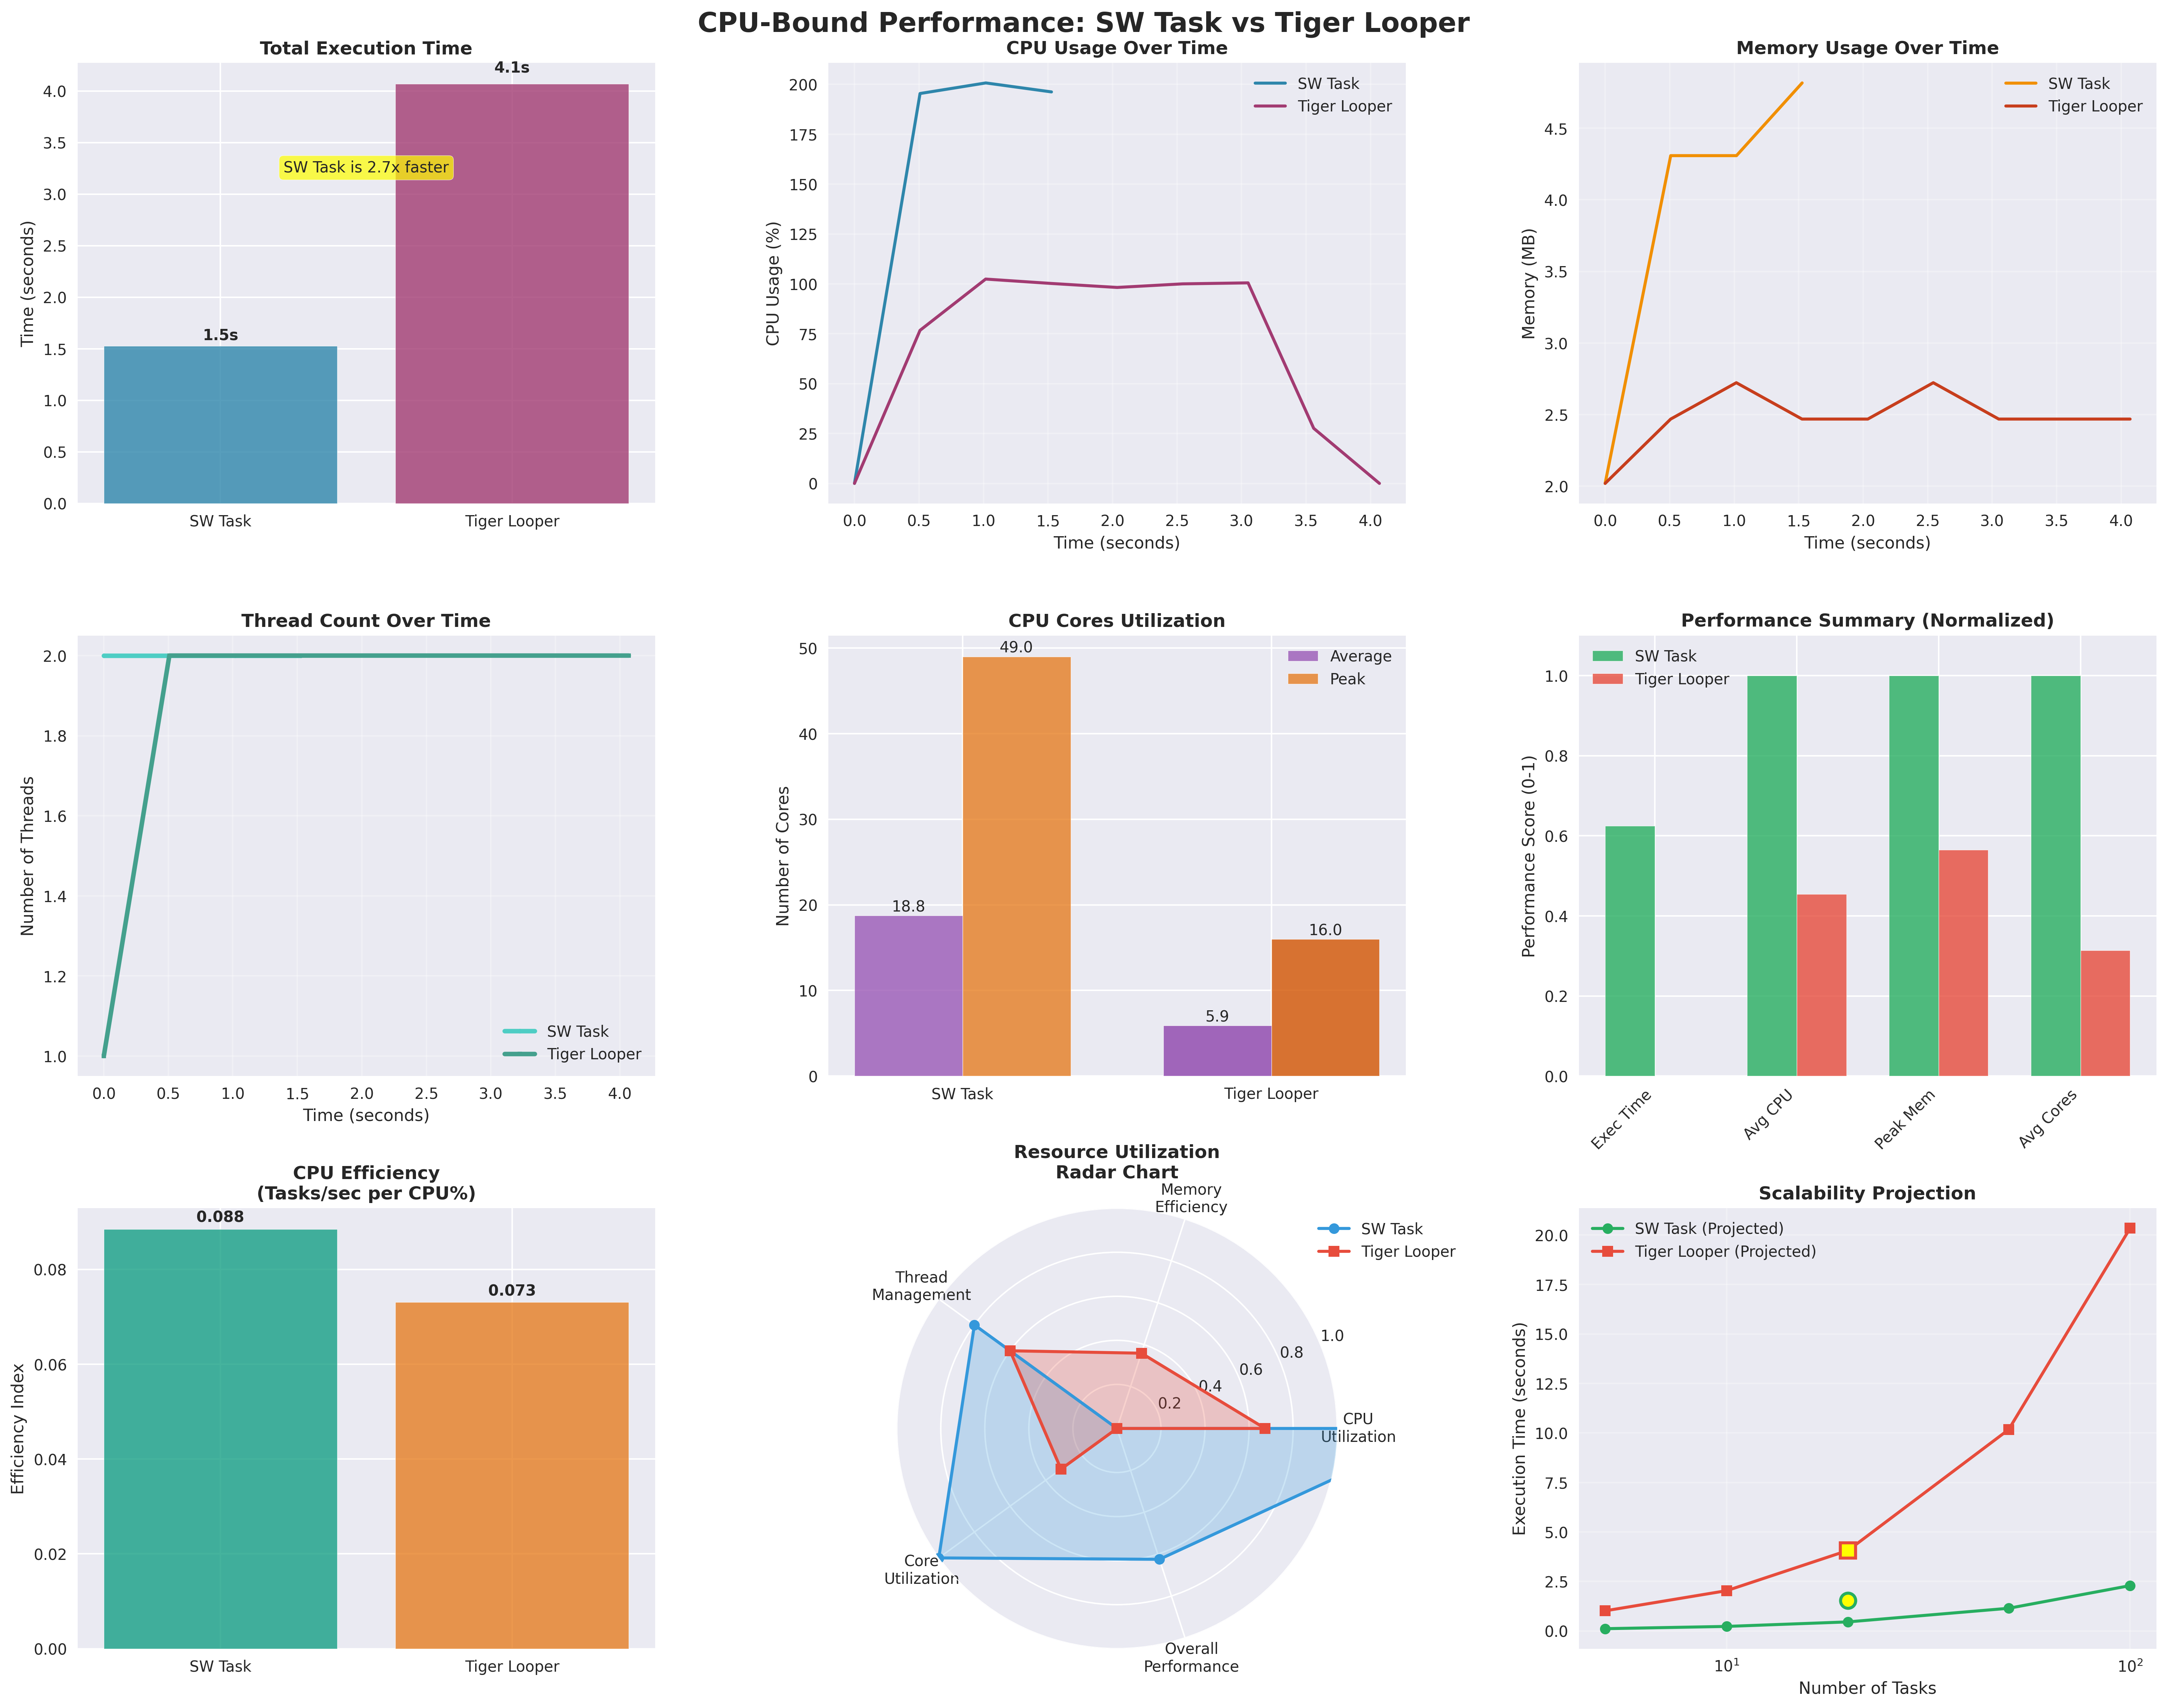 CPU-Bound Performance: SW Task vs Tiger Looper
Total Execution Time
4.1s
4.0
3.5
SW Task is 2.7x faster
3.0
2.5
2.0
1.5s
1.5
1.0
0.5
0.0
Time (seconds)
SW Task
Tiger Looper
CPU Usage Over Time
SW Task
Tiger Looper
200
175
150
125
100
75
50
25
0
CPU Usage (%)
0.0 0.5 1.0 1.5 2.0 2.5 3.0 3.5 4.0
Time (seconds)
Memory Usage Over Time
SW Task
Tiger Looper
4.5
4.0
3.5
3.0
2.5
2.0
Memory (MB)
0.0 0.5 1.0 1.5 2.0 2.5 3.0 3.5 4.0
Time (seconds)
Thread Count Over Time
2.0
1.8
1.6
1.4
1.2
1.0
Number of Threads
SW Task
Tiger Looper
0.0 0.5 1.0 1.5 2.0 2.5 3.0 3.5 4.0
Time (seconds)
CPU Cores Utilization
Average
Peak
50
40
30
20
10
0
Number of Cores
18.8
49.0
5.9
16.0
SW Task
Tiger Looper
Performance Summary (Normalized)
SW Task
Tiger Looper
1.0
0.8
0.6
0.4
0.2
0.0
Performance Score (0-1)
Exec Time
Avg CPU
Peak Mem
Avg Cores
CPU Efficiency
(Tasks/sec per CPU%)
0.088
0.073
0.08
0.06
0.04
0.02
0.00
Efficiency Index
SW Task
Tiger Looper
Resource Utilization
Radar Chart
SW Task
Tiger Looper
Memory
Efficiency
Thread
Management
CPU
Utilization
Core
Utilization
Overall
Performance
0.2
0.4
0.6
0.8
1.0
Scalability Projection
SW Task (Projected)
Tiger Looper (Projected)
20.0
17.5
15.0
12.5
10.0
7.5
5.0
2.5
0.0
Execution Time (seconds)
10¹ 10²
Number of Tasks